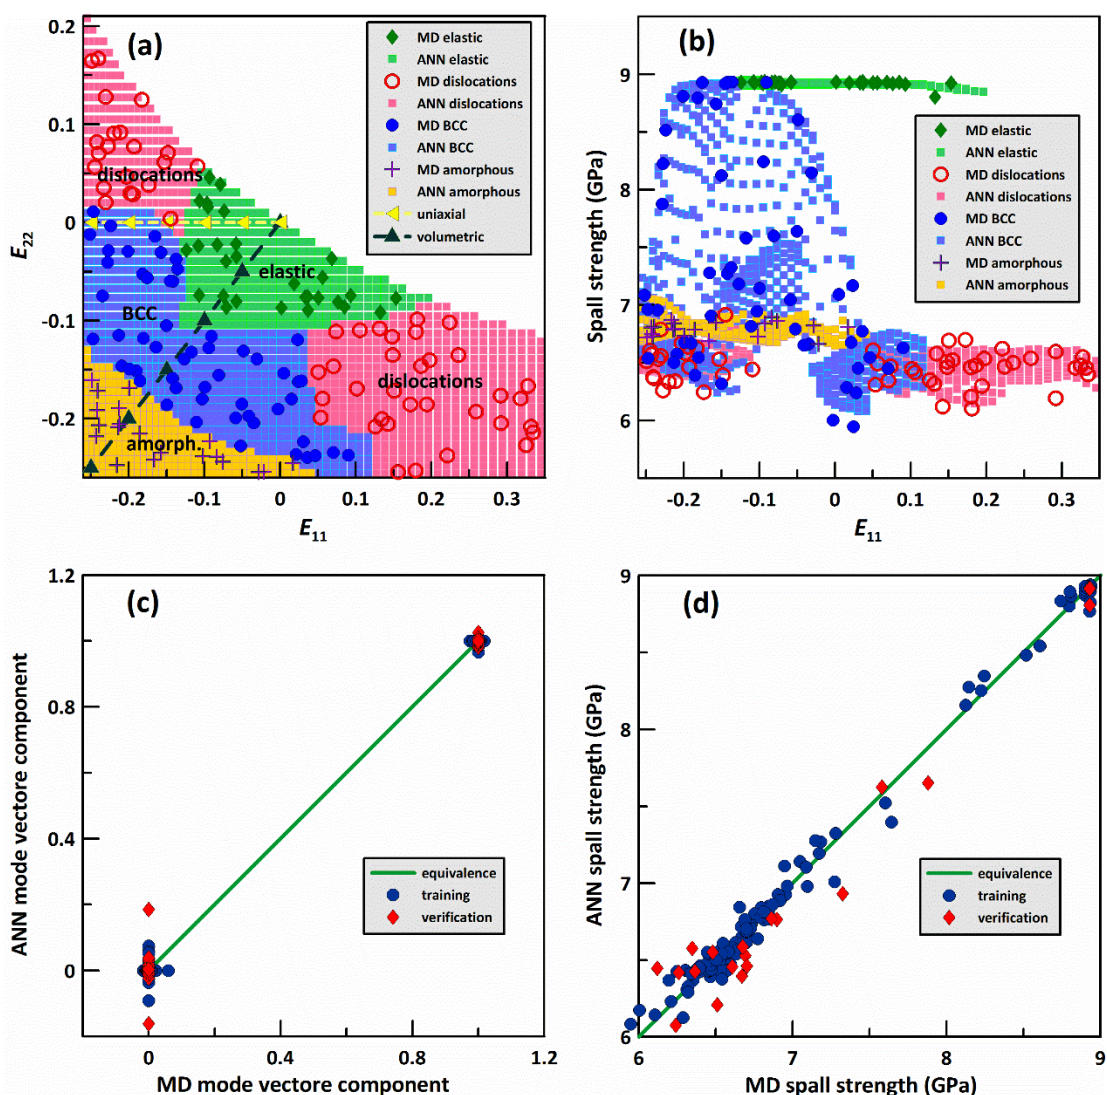 (a)
0.2
0.1
0
-0.1
-0.2
E22
-0.2
-0.1
0
0.1
0.2
0.3
E11
MD elastic
ANN elastic
MD dislocations
ANN dislocations
MD BCC
ANN BCC
MD amorphous
ANN amorphous
uniaxial
volumetric
dislocations
elastic
BCC
dislocations
amorph.
(b)
9
8
7
6
Spall strength (GPa)
-0.2
-0.1
0
0.1
0.2
0.3
E11
MD elastic
ANN elastic
MD dislocations
ANN dislocations
MD BCC
ANN BCC
MD amorphous
ANN amorphous
(c)
1.2
0.8
0.4
0
ANN mode vectore component
0
0.4
0.8
1.2
MD mode vectore component
equivalence
training
verification
(d)
9
8
7
6
ANN spall strength (GPa)
6
7
8
9
MD spall strength (GPa)
equivalence
training
verification